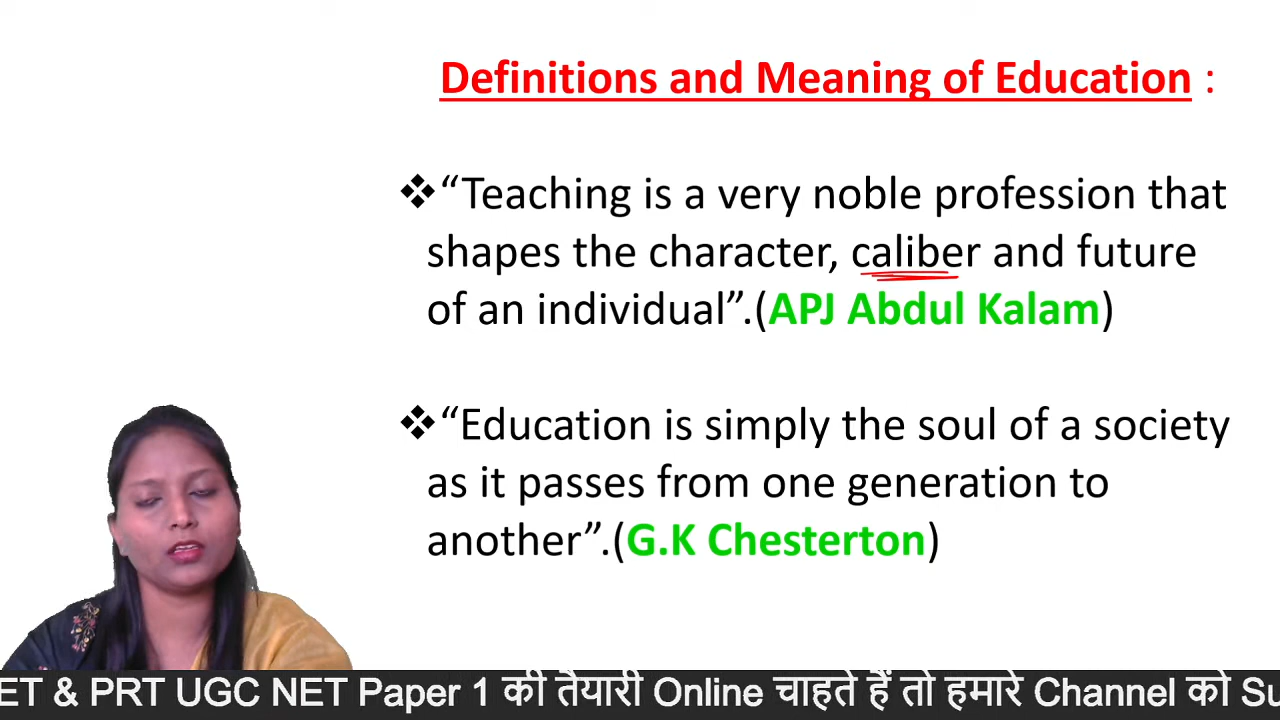 Definitions and Meaning of Education :
❖“Teaching is a very noble profession that
shapes the character, caliber and future
of an individual”.(APJ Abdul Kalam)
❖“Education is simply the soul of a society
as it passes from one generation to
another”.(G.K Chesterton)
ET & PRT UGC NET Paper 1 की तैयारी Online चाहते हैं तो हमारे Channel को Su